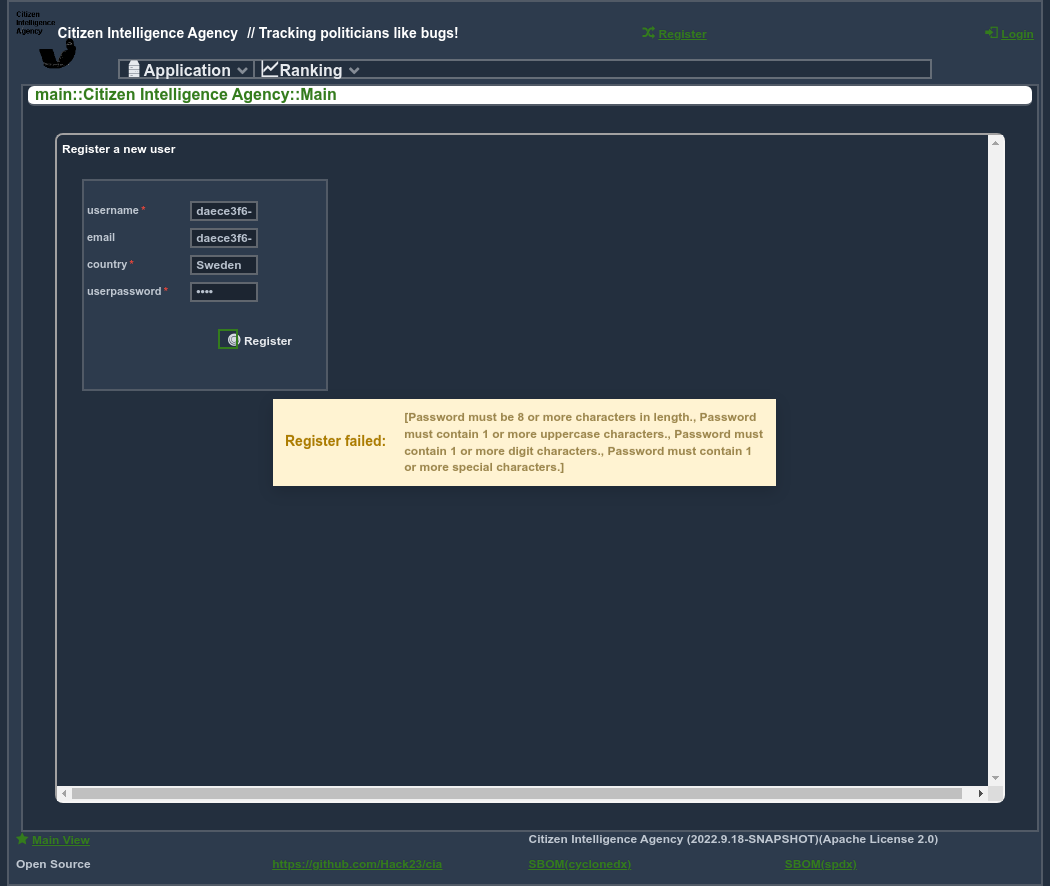 Citizen
Intelligence
Agency
Citizen Intelligence Agency // Tracking politicians like bugs!
Register
Login
Application
Ranking
main::Citizen Intelligence Agency::Main
Register a new user
username *
daece3f6-
email
daece3f6-
country *
Sweden
userpassword *
••••
Register
Register failed:
[Password must be 8 or more characters in length., Password
must contain 1 or more uppercase characters., Password must
contain 1 or more digit characters., Password must contain 1
or more special characters.]
Main View
Citizen Intelligence Agency (2022.9.18-SNAPSHOT)(Apache License 2.0)
Open Source
https://github.com/Hack23/cia
SBOM(cyclonedx)
SBOM(spdx)